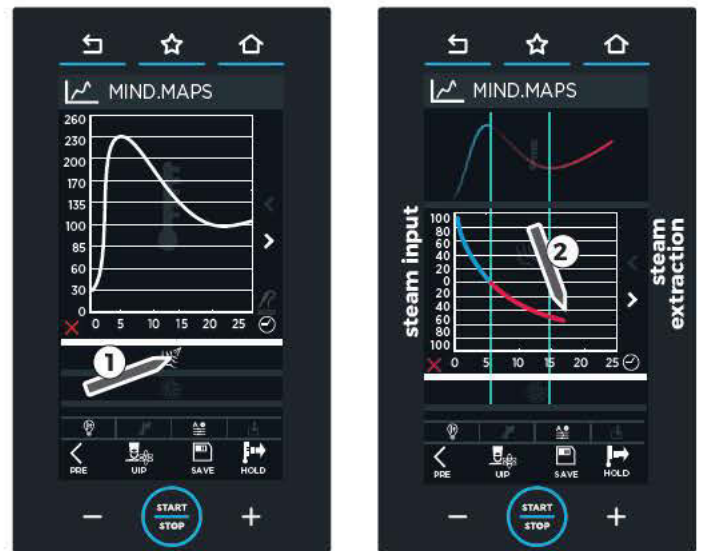 MIND.MAPS
260
230
200
170
135
100
85
60
30
0
0 5 10 15 20 25
1
PRE UIP SAVE HOLD
START
STOP
− +
MIND.MAPS
steam input
100
80
60
40
20
0
20
40
60
80
100
0 5 10 15 20 25
2
steam
extraction
PRE UIP SAVE HOLD
START
STOP
− +